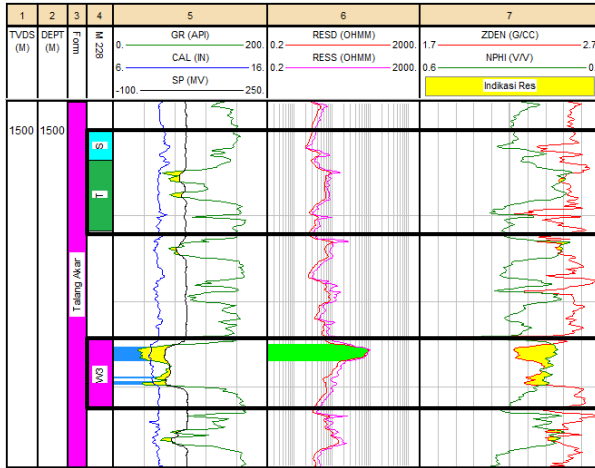 1 2 3 4 5 6 7
TVDS (M)
DEPT (M)
Form
M 228
GR (API)
0. 200.
CAL (IN)
6. 16.
SP (MV)
-100. 250.
RESD (OHMM)
0.2 2000.
RESS (OHMM)
0.2 2000.
ZDEN (G/CC)
1.7 2.7
NPHI (V/V)
0.6 0.
Indikasi Res
1500 1500
S
T
Talang Akar
W3